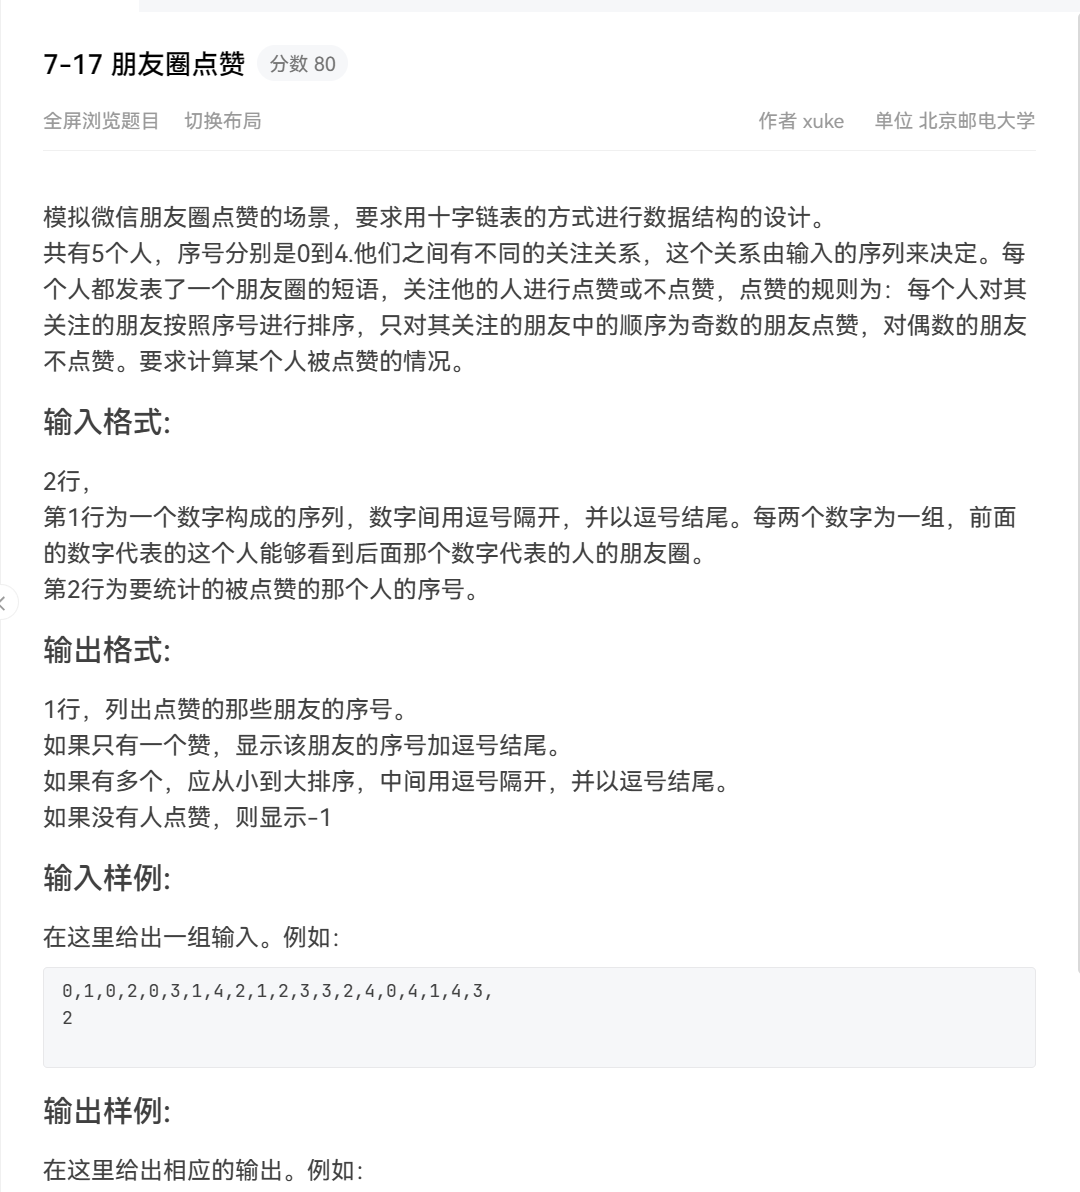 7-17 朋友圈点赞 分数 80
全屏浏览题目 切换布局 作者 xuke 单位 北京邮电大学
模拟微信朋友圈点赞的场景，要求用十字链表的方式进行数据结构的设计。
共有5个人，序号分别是0到4.他们之间有不同的关注关系，这个关系由输入的序列来决定。每
个人都发表了一个朋友圈的短语，关注他的人进行点赞或不点赞，点赞的规则为：每个人对其
关注的朋友按照序号进行排序，只对其关注的朋友中的顺序为奇数的朋友点赞，对偶数的朋友
不点赞。要求计算某个人被点赞的情况。
输入格式:
2行，
第1行为一个数字构成的序列，数字间用逗号隔开，并以逗号结尾。每两个数字为一组，前面
的数字代表的这个人能够看到后面那个数字代表的人的朋友圈。
第2行为要统计的被点赞的那个人的序号。
输出格式:
1行，列出点赞的那些朋友的序号。
如果只有一个赞，显示该朋友的序号加逗号结尾。
如果有多个，应从小到大排序，中间用逗号隔开，并以逗号结尾。
如果没有人点赞，则显示-1
输入样例:
在这里给出一组输入。例如：
0,1,0,2,0,3,1,4,2,1,2,3,3,2,4,0,4,1,4,3,
2
输出样例:
在这里给出相应的输出。例如：